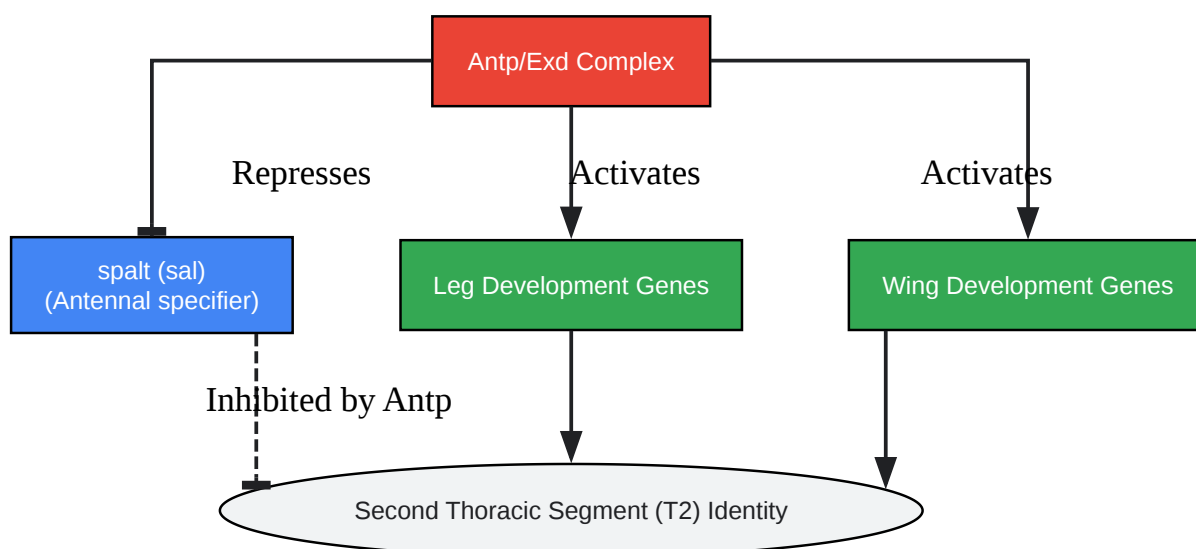 Antp/Exd Complex
Represses
Activates
Activates
spalt (sal)
(Antennal specifier)
Leg Development Genes
Wing Development Genes
Inhibited by Antp
Second Thoracic Segment (T2) Identity